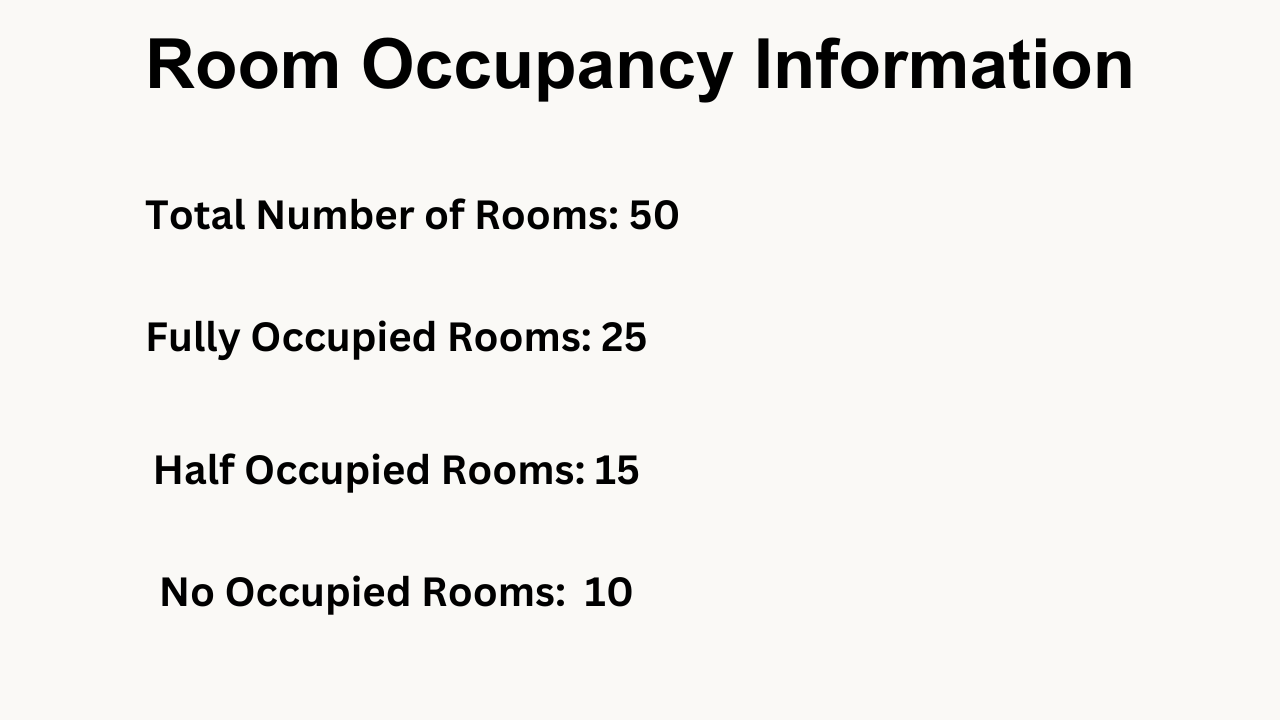 Room Occupancy Information
Total Number of Rooms: 50
Fully Occupied Rooms: 25
Half Occupied Rooms: 15
No Occupied Rooms: 10